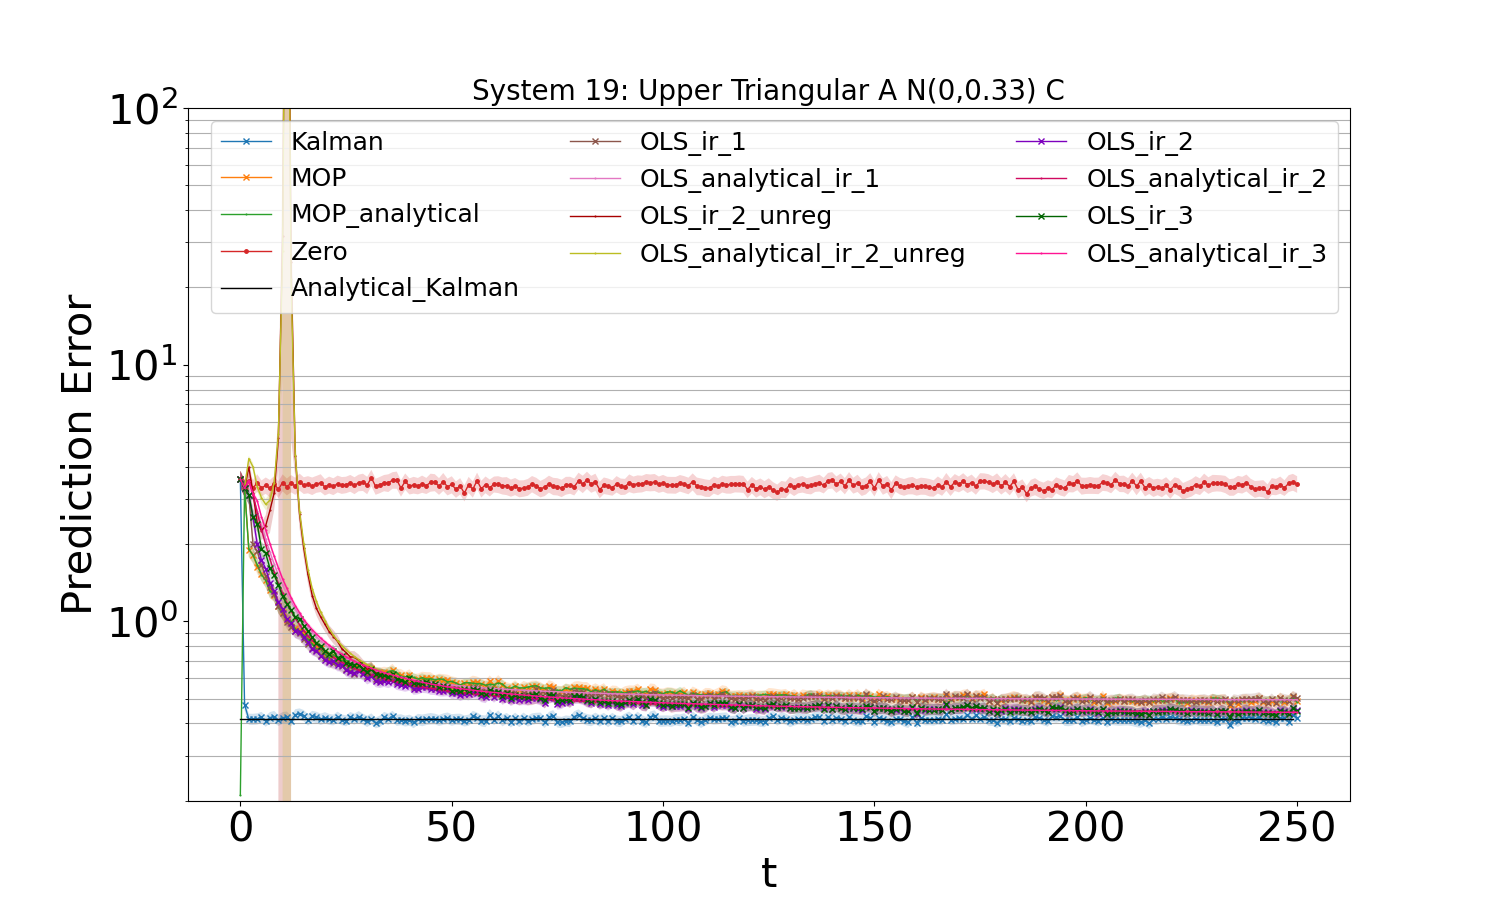 System 19: Upper Triangular A N(0,0.33) C
10^2
10^1
10^0
Prediction Error
Kalman
MOP
MOP_analytical
Zero
Analytical_Kalman
OLS_ir_1
OLS_analytical_ir_1
OLS_ir_2_unreg
OLS_analytical_ir_2_unreg
OLS_ir_2
OLS_analytical_ir_2
OLS_ir_3
OLS_analytical_ir_3
0 50 100 150 200 250
t